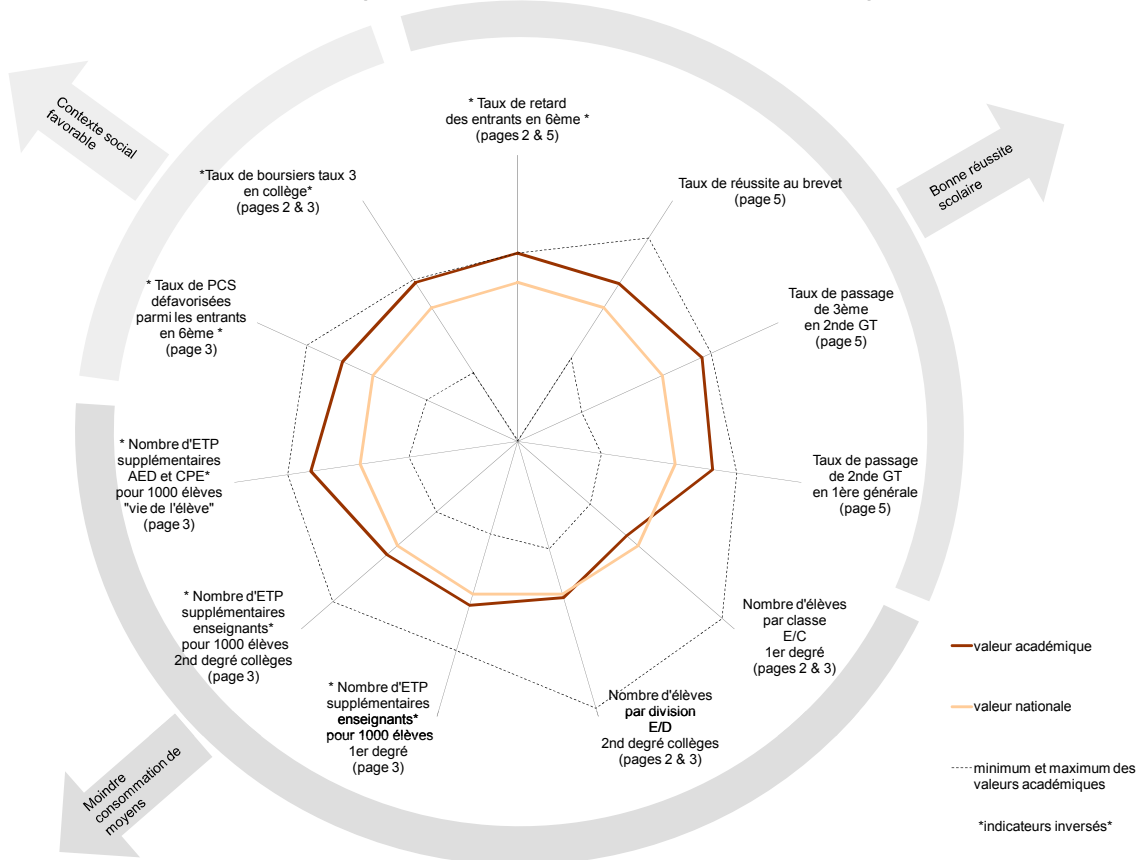 * Taux de retard
des entrants en 6ème *
(pages 2 & 5)
Taux de réussite au brevet
(page 5)
Taux de passage
de 3ème
en 2nde GT
(page 5)
Taux de passage
de 2nde GT
en 1ère générale
(page 5)
Nombre d'élèves
par classe
E/C
1er degré
(pages 2 & 3)
Nombre d'élèves
par division
E/D
2nd degré collèges
(pages 2 & 3)
* Nombre d'ETP
supplémentaires
enseignants*
pour 1000 élèves
1er degré
(page 3)
* Nombre d'ETP
supplémentaires
enseignants*
pour 1000 élèves
2nd degré collèges
(page 3)
* Nombre d'ETP
supplémentaires
AED et CPE*
pour 1000 élèves
"vie de l'élève"
(page 3)
* Taux de PCS
défavorisées
parmi les entrants
en 6ème *
(page 3)
*Taux de boursiers taux 3
en collège*
(pages 2 & 3)
Contexte social
favorable
Bonne réussite
scolaire
Moindre
consommation de
moyens
valeur académique
valeur nationale
minimum et maximum des
valeurs académiques
*indicateurs inversés*